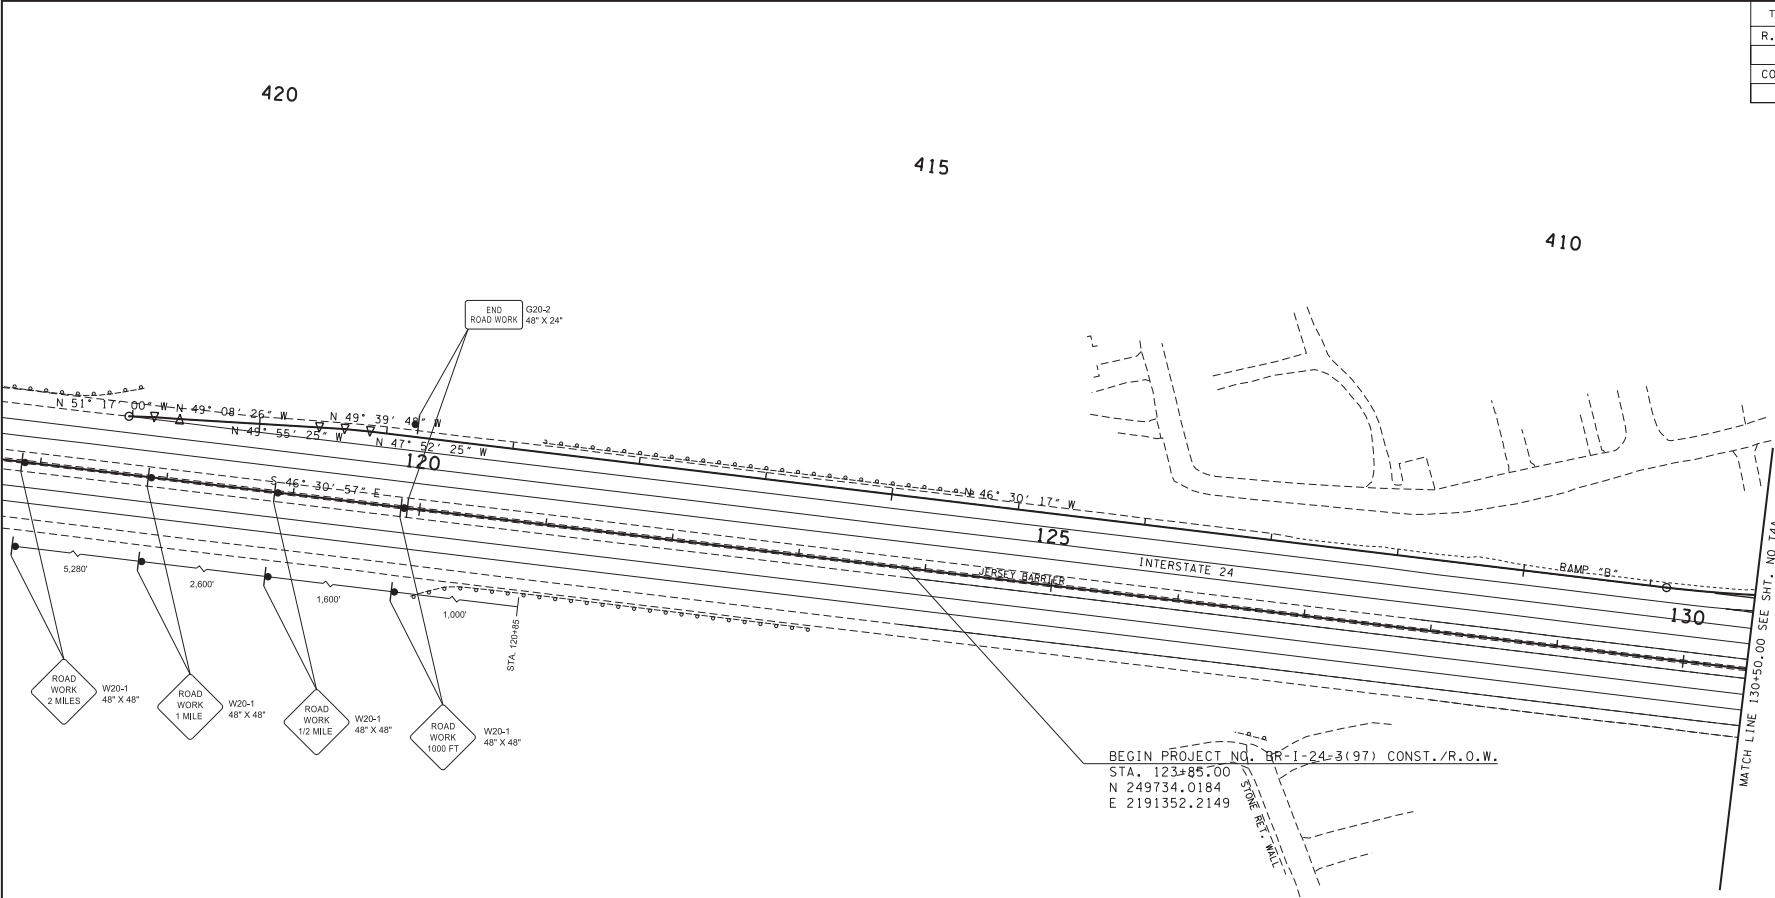 T
R.
CO
420
415
410
END
ROAD WORK
G20-2
48" X 24"
N 51° 17' 00" W
N 49° 08' 26" W
N 49° 39' 48" W
N 49° 55' 25" W
N 47° 52' 25" W
120
S 46° 30' 57" E
N 46° 30' 17" W
125
INTERSTATE 24
JERSEY BARRIER
RAMP "B"
130
5,280'
2,600'
1,600'
1,000'
STA. 120+85
ROAD
WORK
2 MILES
W20-1
48" X 48"
ROAD
WORK
1 MILE
W20-1
48" X 48"
ROAD
WORK
1/2 MILE
W20-1
48" X 48"
ROAD
WORK
1000 FT
W20-1
48" X 48"
BEGIN PROJECT NO. BR-I-24-3(97) CONST./R.O.W.
STA. 123+85.00
N 249734.0184
E 2191352.2149
STONE RET. WALL
MATCH LINE 130+50.00 SEE SHT. NO